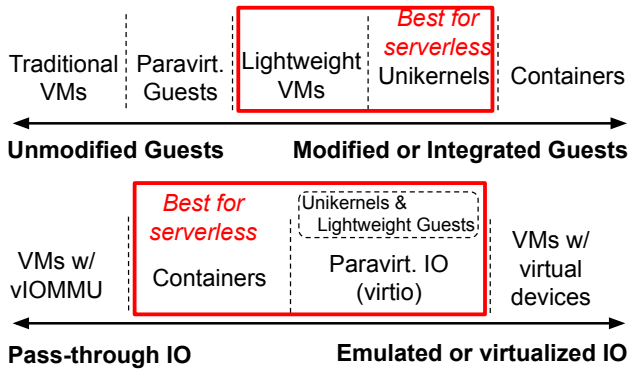 Best for
serverless
Traditional
VMs
Paravirt.
Guests
Lightweight
VMs
Unikernels
Containers
Unmodified Guests
Modified or Integrated Guests
Best for
serverless
Unikernels &
Lightweight Guests
VMs w/
vIOMMU
Containers
Paravirt. IO
(virtio)
VMs w/
virtual
devices
Pass-through IO
Emulated or virtualized IO